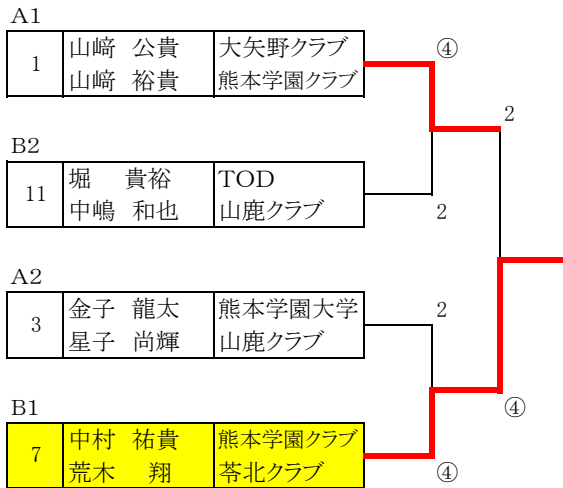 A1
1 山﨑 公貴 大矢野クラブ
山﨑 裕貴 熊本学園クラブ
④
2
B2
11 堀 貴裕 TOD
中嶋 和也 山鹿クラブ
2
A2
3 金子 龍太 熊本学園大学
星子 尚輝 山鹿クラブ
2
B1
7 中村 祐貴 熊本学園クラブ
荒木 翔 苓北クラブ
④
④